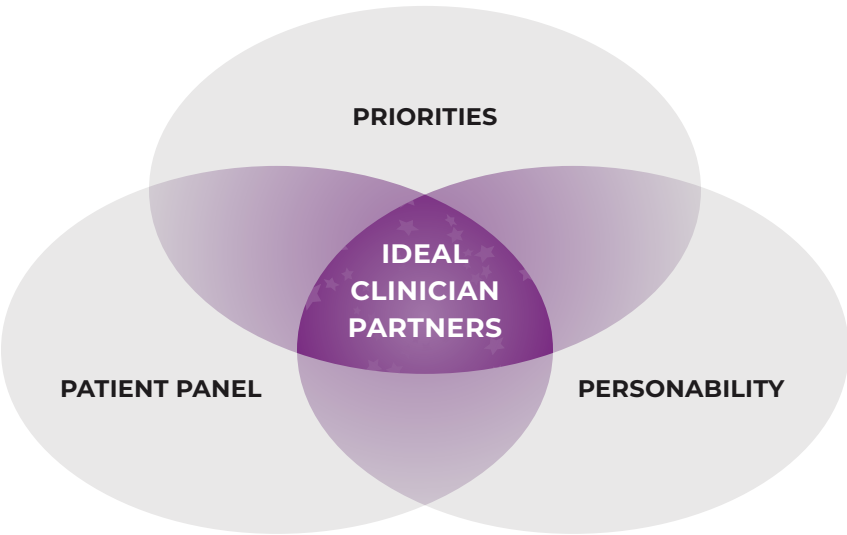 PRIORITIES
IDEAL
CLINICIAN
PARTNERS
PATIENT PANEL
PERSONABILITY